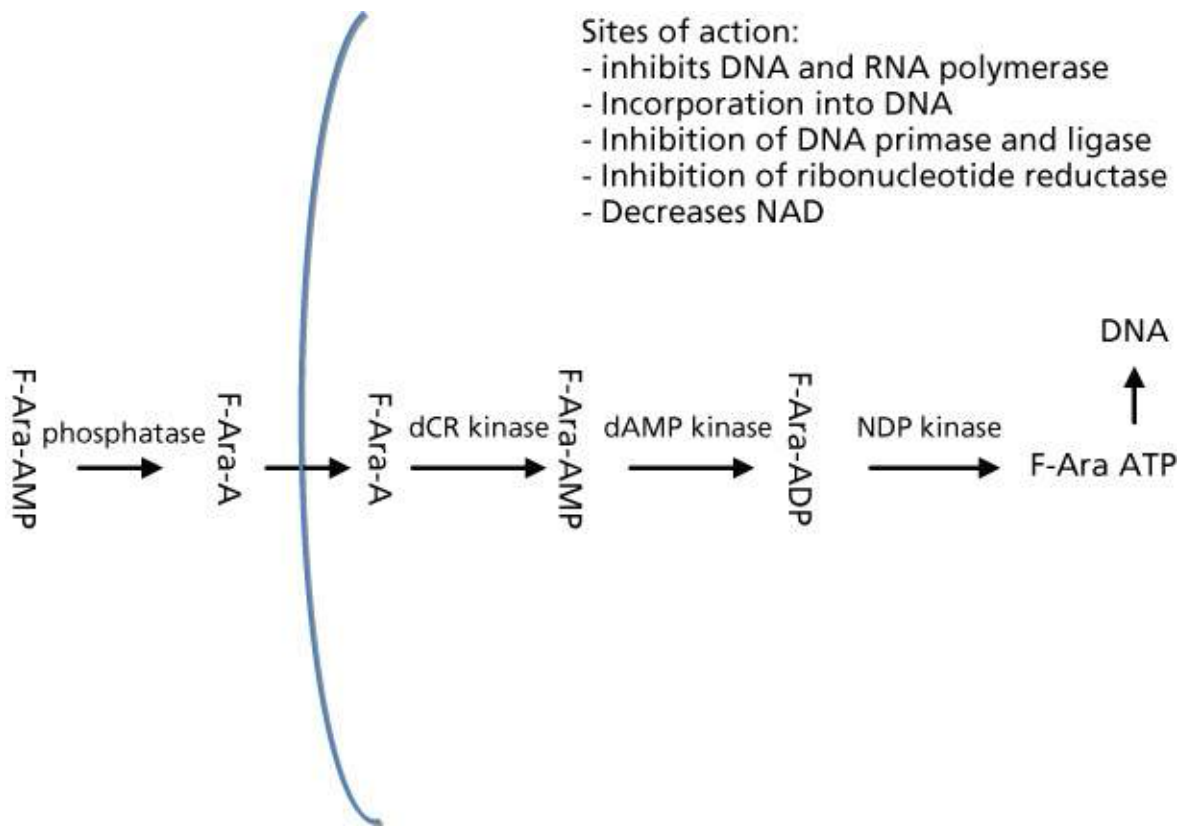 Sites of action:
- inhibits DNA and RNA polymerase
- Incorporation into DNA
- Inhibition of DNA primase and ligase
- Inhibition of ribonucleotide reductase
- Decreases NAD
DNA
F-Ara-AMP
phosphatase
F-Ara-A
F-Ara-A
dCR kinase
F-Ara-AMP
dAMP kinase
F-Ara-ADP
NDP kinase
F-Ara ATP